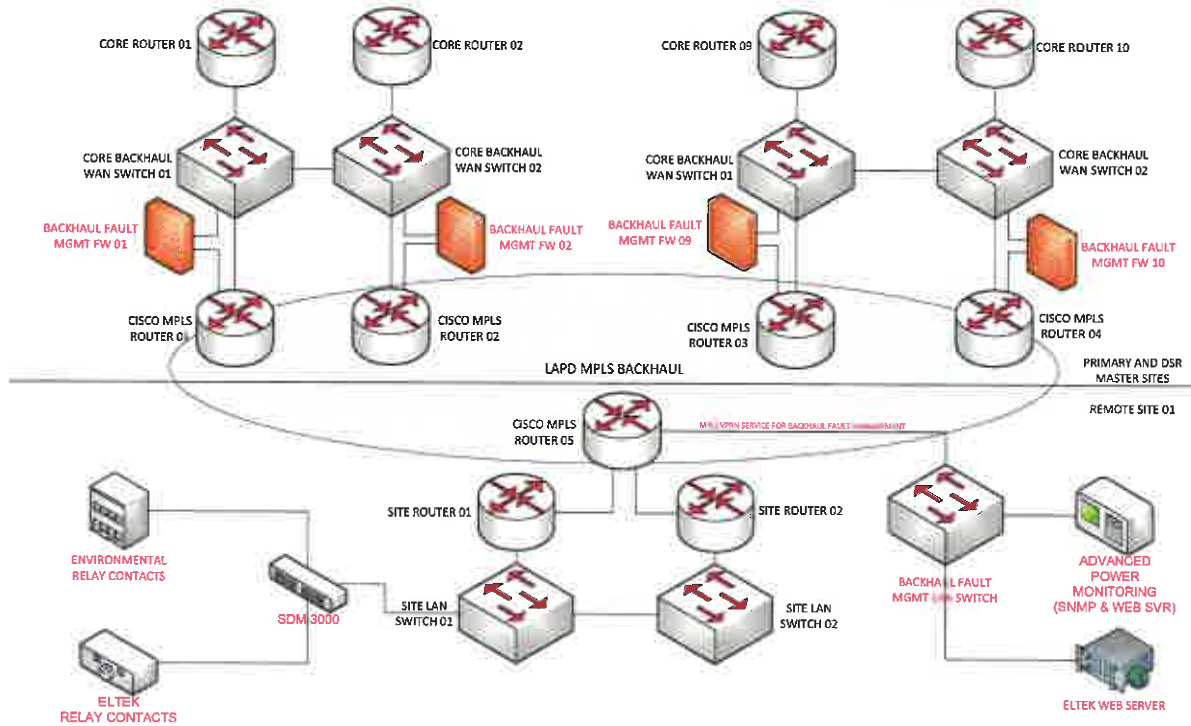 CORE ROUTER 01
CORE ROUTER 02
CORE ROUTER 09
CORE ROUTER 10
CORE BACKHAUL
WAN SWITCH 01
CORE BACKHAUL
WAN SWITCH 02
CORE BACKHAUL
WAN SWITCH 01
CORE BACKHAUL
WAN SWITCH 02
BACKHAUL FAULT
MGMT FW 01
BACKHAUL FAULT
MGMT FW 02
BACKHAUL FAULT
MGMT FW 09
BACKHAUL FAULT
MGMT FW 10
CISCO MPLS
ROUTER
CISCO MPLS
ROUTER 02
CISCO MPLS
ROUTER 03
CISCO MPLS
ROUTER 04
LAPD MPLS BACKHAUL
PRIMARY AND DSR
MASTER SITES
REMOTE SITE 01
CISCO MPLS
ROUTER 05
VPRN SERVICE FOR BACKHAUL FAULT
SITE ROUTER 01
SITE ROUTER 02
ENVIRONMENTAL
RELAY CONTACTS
SDM 3000
SITE LAN
SWITCH 01
SITE LAN
SWITCH 02
BACKHAUL FAULT
MGMT SWITCH
ADVANCED
POWER
MONITORING
(SNMP & WEB SVR)
ELTEK
RELAY CONTACTS
ELTEK WEB SERVER